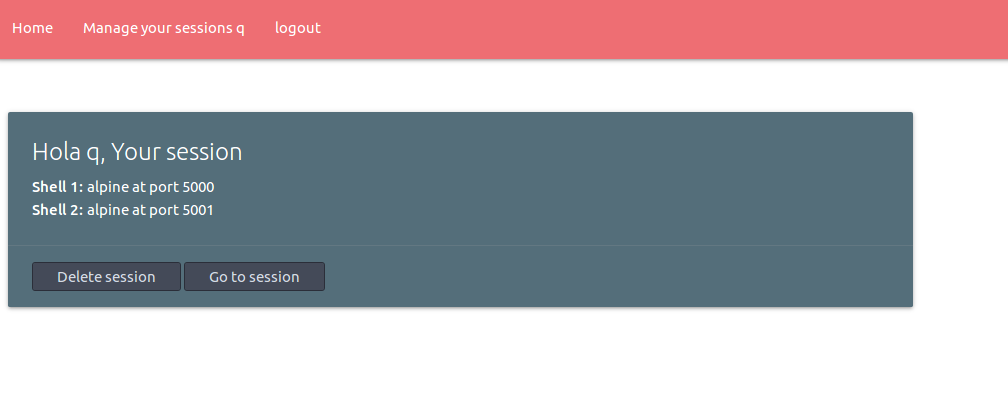 Home Manage your sessions q logout
Hola q, Your session
Shell 1: alpine at port 5000
Shell 2: alpine at port 5001
Delete session Go to session